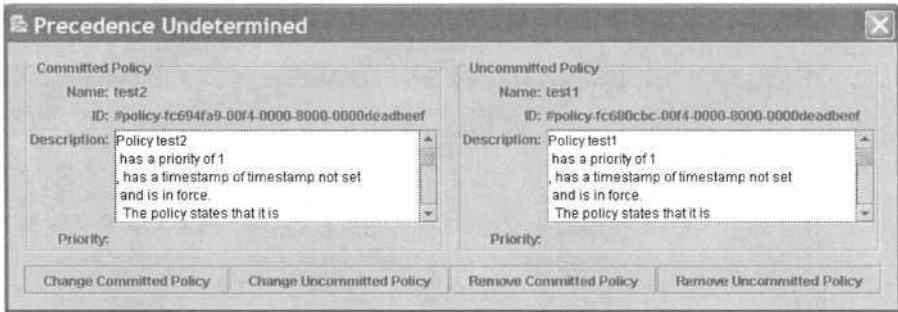 Precedence Undetermined
Committed Policy
Name: test2
ID: #policy-fc694fa9-00f4-0000-8000-0000deadbeef
Description: Policy test2
has a priority of 1
, has a timestamp of timestamp not set
and is in force.
The policy states that it is
Priority:
Uncommitted Policy
Name: test1
ID: #policy-fc680cbc-00f4-0000-8000-0000deadbeef
Description: Policy test1
has a priority of 1
, has a timestamp of timestamp not set
and is in force.
The policy states that it is
Priority:
Change Committed Policy
Change Uncommitted Policy
Remove Committed Policy
Remove Uncommitted Policy